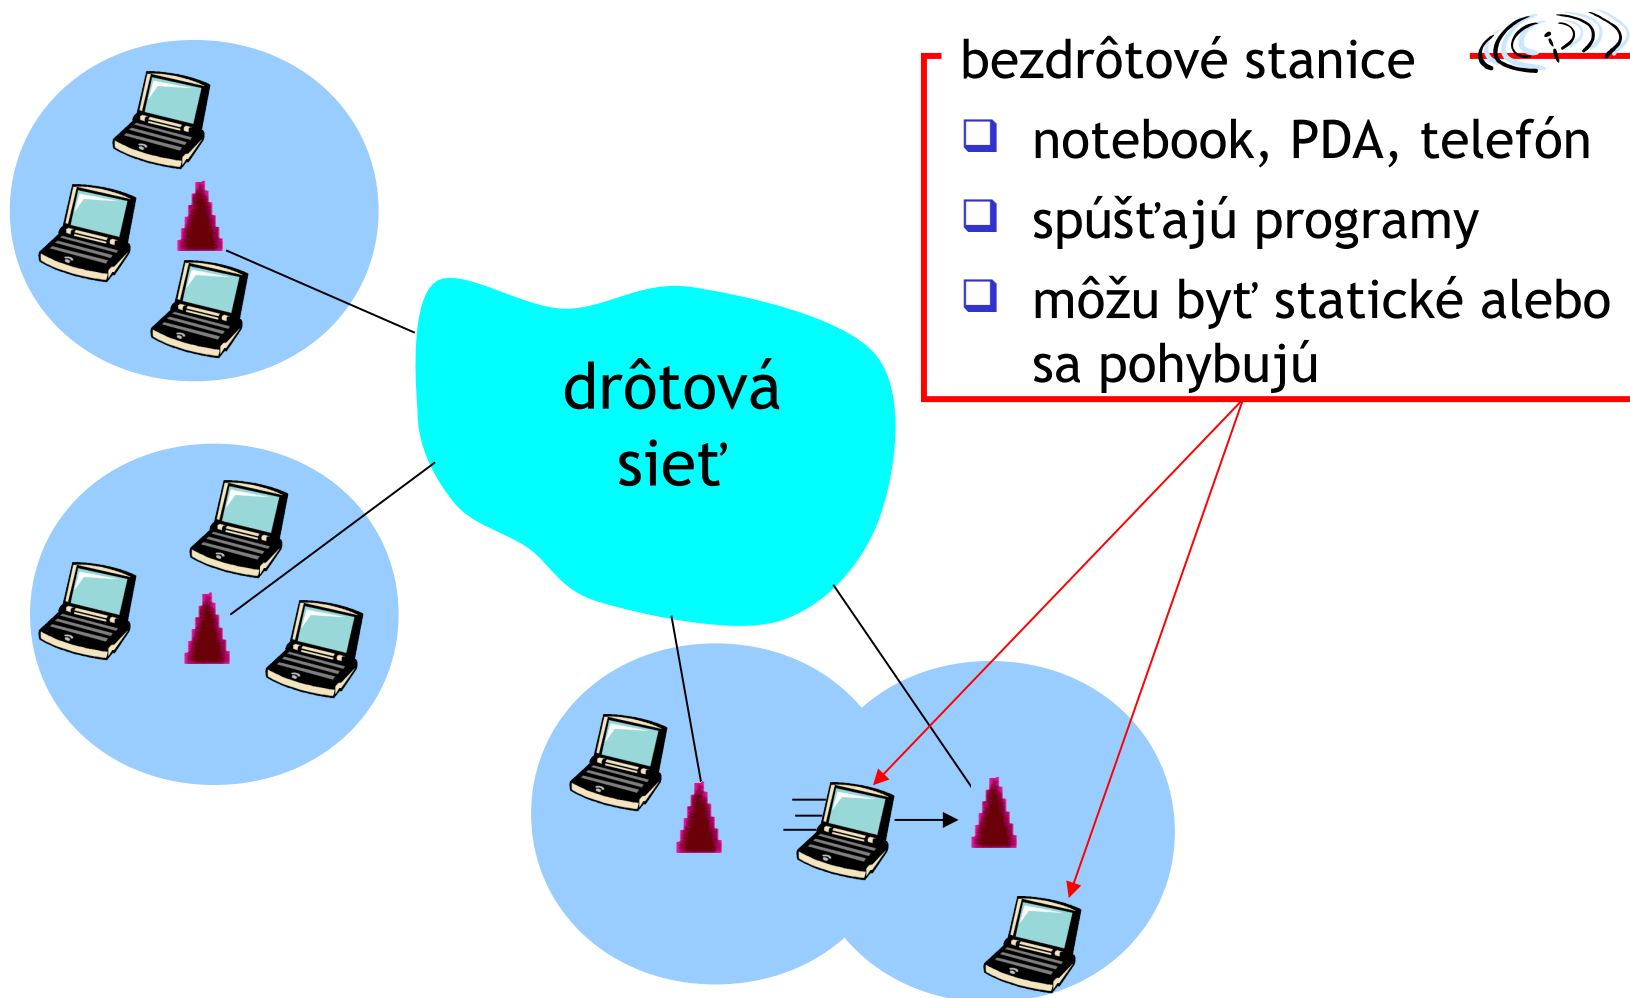 bezdrôtové stanice
notebook, PDA, telefón
spúšťajú programy
môžu byť statické alebo
sa pohybujú
drôtová
sieť